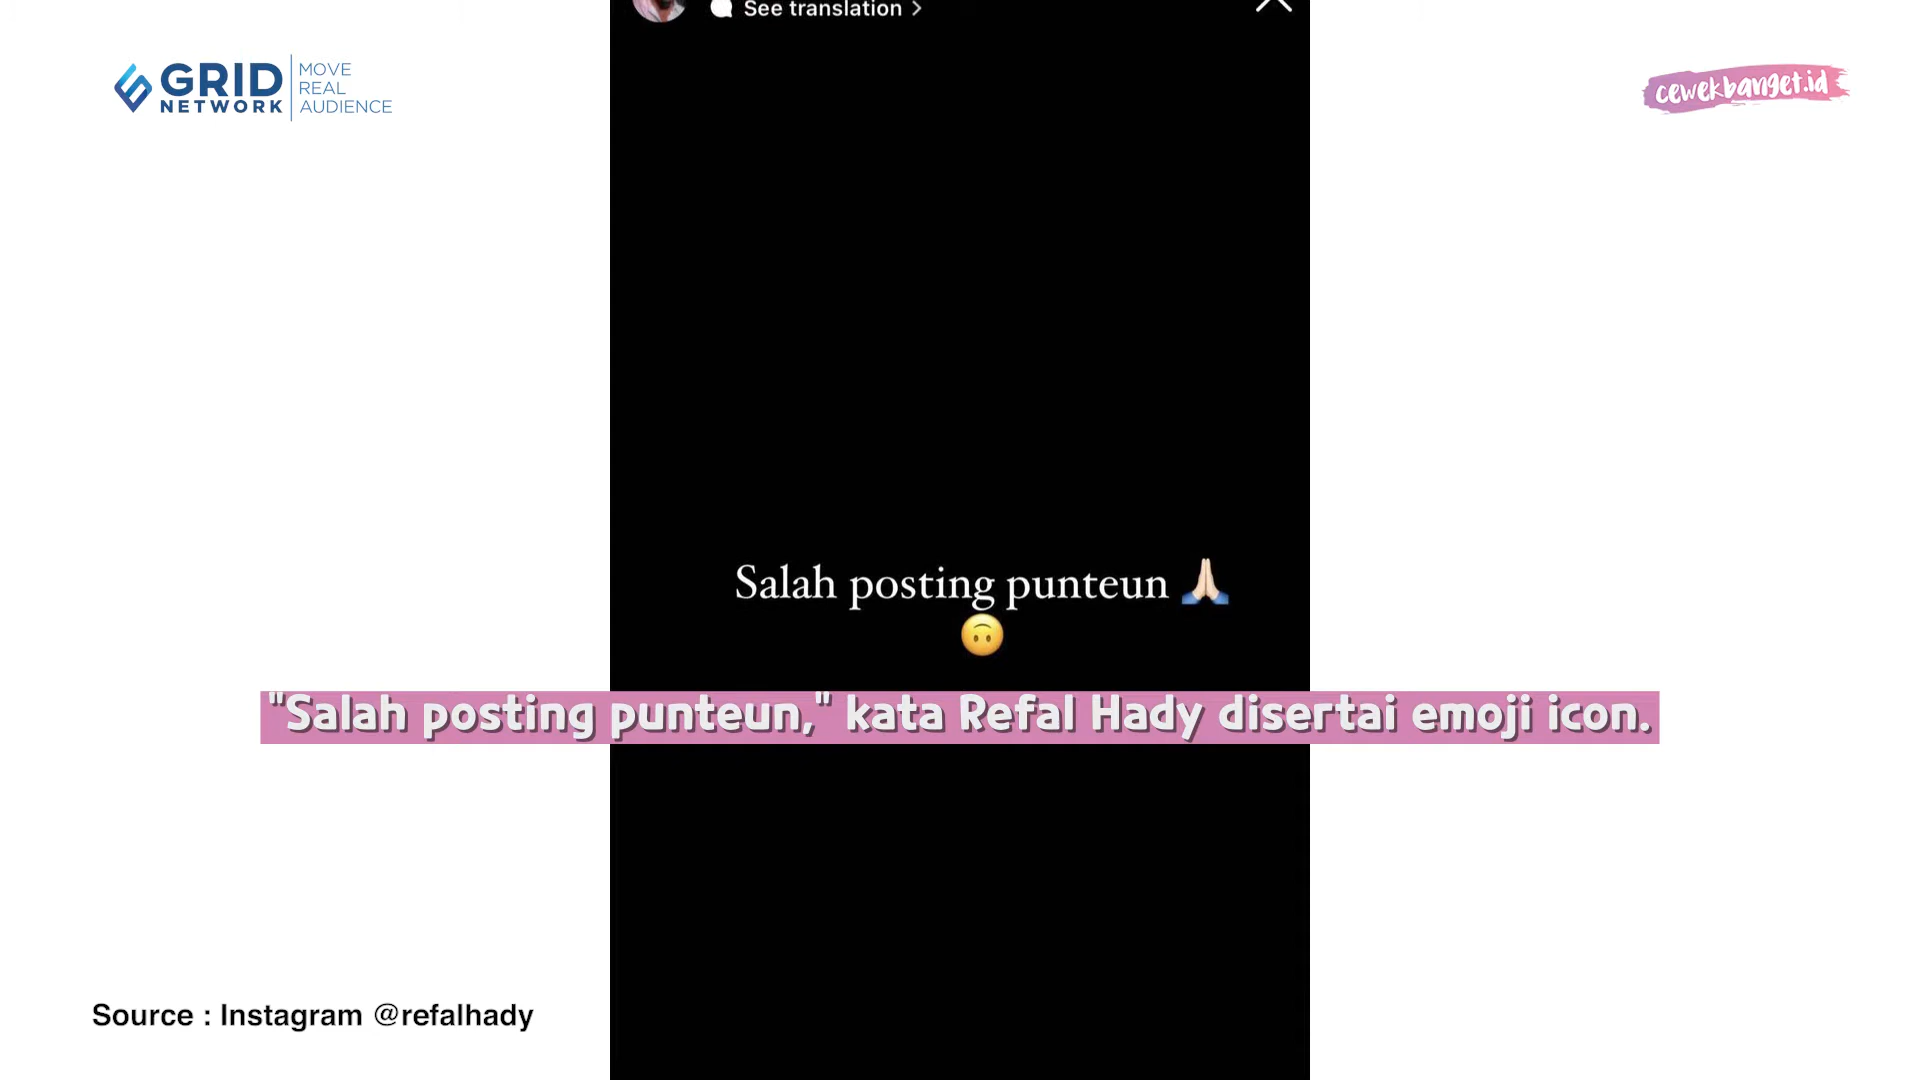 See translation >
GRID
NETWORK
MOVE
REAL
AUDIENCE
cewekbanget.id
Salah posting punteun 🙏🏻
🙃
"Salah posting punteun," kata Refal Hady disertai emoji icon.
Source : Instagram @refalhady